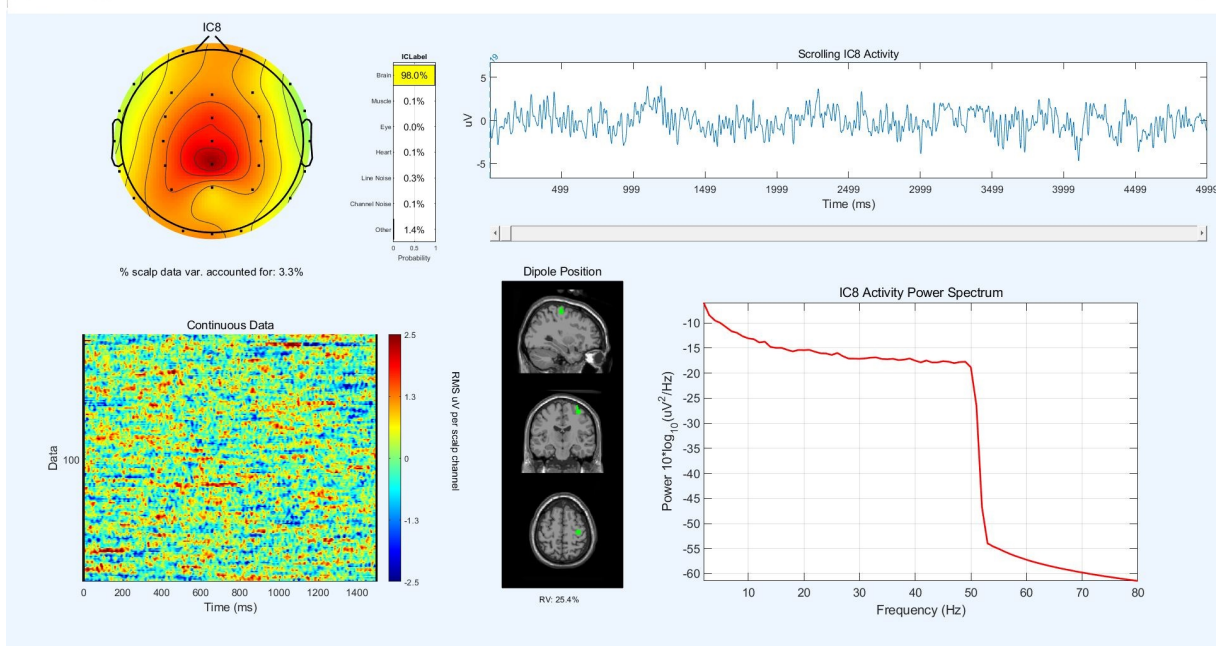 IC8
ICLabel
Brain 98.0%
Muscle 0.1%
Eye 0.0%
Heart 0.1%
Line Noise 0.3%
Channel Noise 0.1%
Other 1.4%
0 0.5 1
Probability
% scalp data var. accounted for: 3.3%
Scrolling IC8 Activity
19
5
0
-5
uV
499 999 1499 1999 2499 2999 3499 3999 4499 4999
Time (ms)
Continuous Data
Data
100
0 200 400 600 800 1000 1200 1400
Time (ms)
2.5
1.3
0
-1.3
-2.5
RMS uV per scalp channel
Dipole Position
RV: 25.4%
IC8 Activity Power Spectrum
Power 10*log10(uV2/Hz)
-10
-15
-20
-25
-30
-35
-40
-45
-50
-55
-60
10 20 30 40 50 60 70 80
Frequency (Hz)